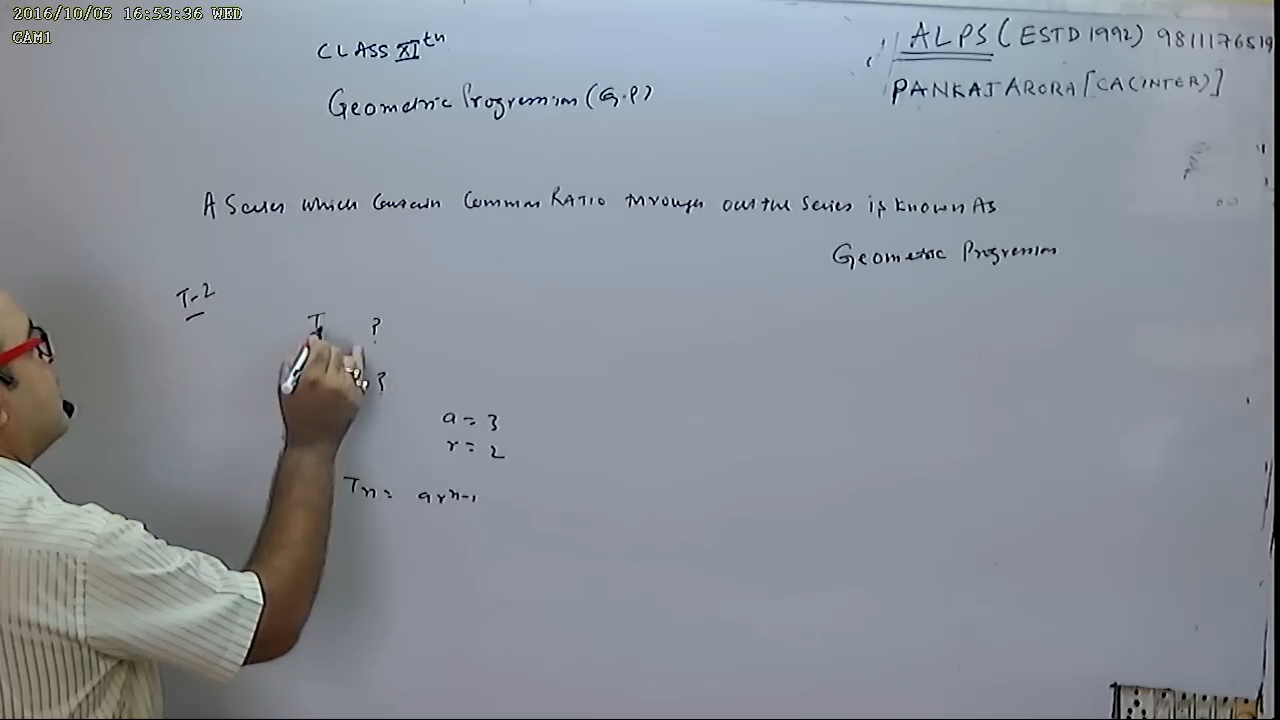 2016/10/05 16:53:36 WED
CAM1
CLASS XIth
ALPS (ESTD 1992) 9811176519
Geometric Progression (G.P)
PANKAJ ARORA [CA(INTER)]
A Series which Contain Common RATIO through out the Series is Known As
Geometric Progression
T-2
T ?
?
a = 3
r = 2
Tn = arn-1